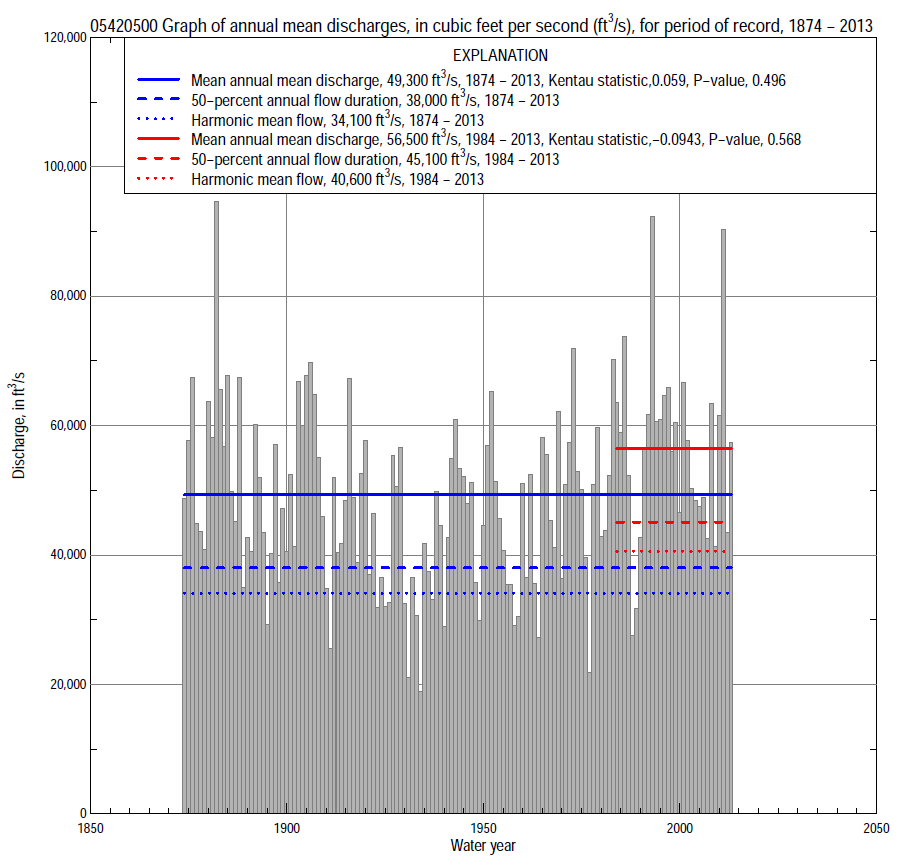 05420500 Graph of annual mean discharges, in cubic feet per second (ft³/s), for period of record, 1874 – 2013
120,000
EXPLANATION
Mean annual mean discharge, 49,300 ft³/s, 1874 – 2013, Kentau statistic,0.059, P–value, 0.496
50–percent annual flow duration, 38,000 ft³/s, 1874 – 2013
Harmonic mean flow, 34,100 ft³/s, 1874 – 2013
Mean annual mean discharge, 56,500 ft³/s, 1984 – 2013, Kentau statistic,–0.0943, P–value, 0.568
50–percent annual flow duration, 45,100 ft³/s, 1984 – 2013
Harmonic mean flow, 40,600 ft³/s, 1984 – 2013
100,000
80,000
60,000
40,000
20,000
0
Discharge, in ft³/s
1850 1900 1950 2000 2050
Water year